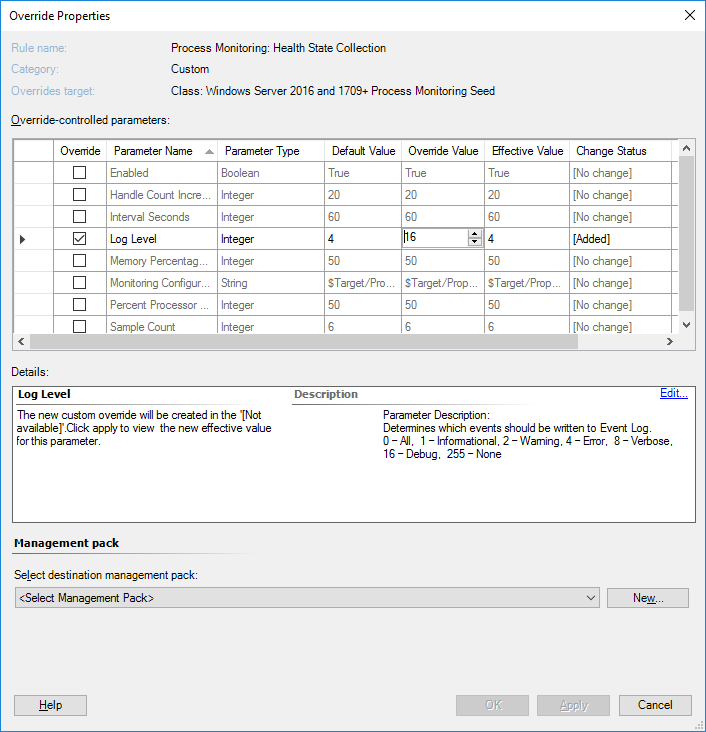 Override Properties
Rule name: Process Monitoring: Health State Collection
Category: Custom
Overrides target: Class: Windows Server 2016 and 1709+ Process Monitoring Seed
Override-controlled parameters:
Override Parameter Name Parameter Type Default Value Override Value Effective Value Change Status
Enabled Boolean True True True [No change]
Handle Count Incre... Integer 20 20 20 [No change]
Interval Seconds Integer 60 60 60 [No change]
Log Level Integer 4 16 4 [Added]
Memory Percentag... Integer 50 50 50 [No change]
Monitoring Configur... String $Target/Prop... $Target/Prop... $Target/Prop... [No change]
Percent Processor ... Integer 50 50 50 [No change]
Sample Count Integer 6 6 6 [No change]
Details:
Log Level Description Edit...
The new custom override will be created in the '[Not
available]'.Click apply to view the new effective value
for this parameter.
Parameter Description:
Determines which events should be written to Event Log.
0 – All, 1 – Informational, 2 – Warning, 4 – Error, 8 – Verbose,
16 – Debug, 255 – None
Management pack
Select destination management pack:
<Select Management Pack> New...
Help OK Apply Cancel